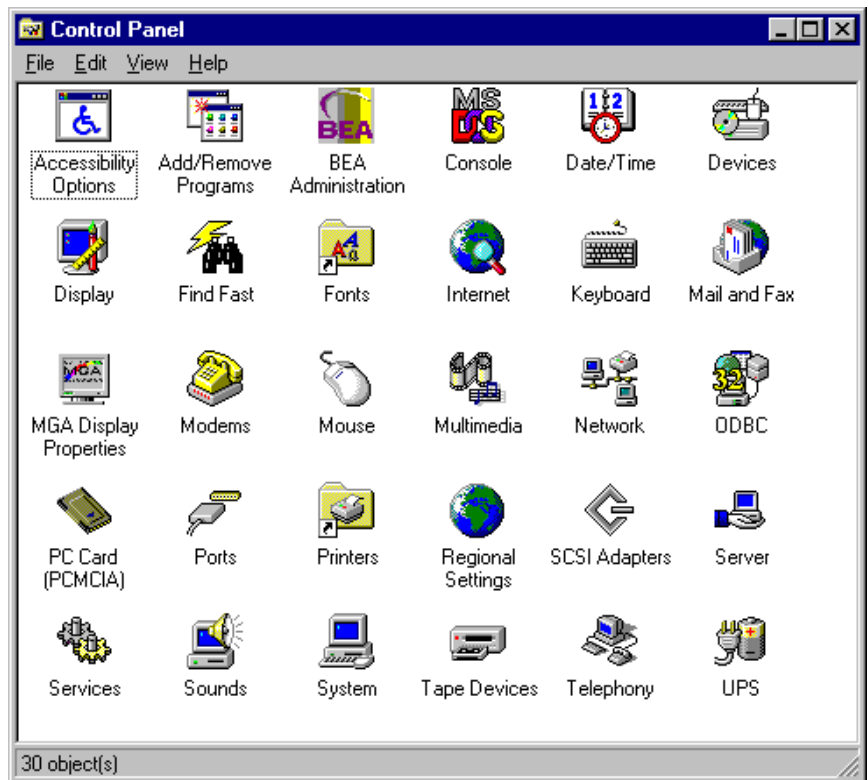 Control Panel
File Edit View Help
BEA
MS
DOS
12
Accessibility Options
Add/Remove Programs
BEA Administration
Console
Date/Time
Devices
Display
Find Fast
Fonts
Internet
Keyboard
Mail and Fax
MGA
32
MGA Display Properties
Modems
Mouse
Multimedia
Network
ODBC
PC Card (PCMCIA)
Ports
Printers
Regional Settings
SCSI Adapters
Server
Services
Sounds
System
Tape Devices
Telephony
UPS
30 object(s)